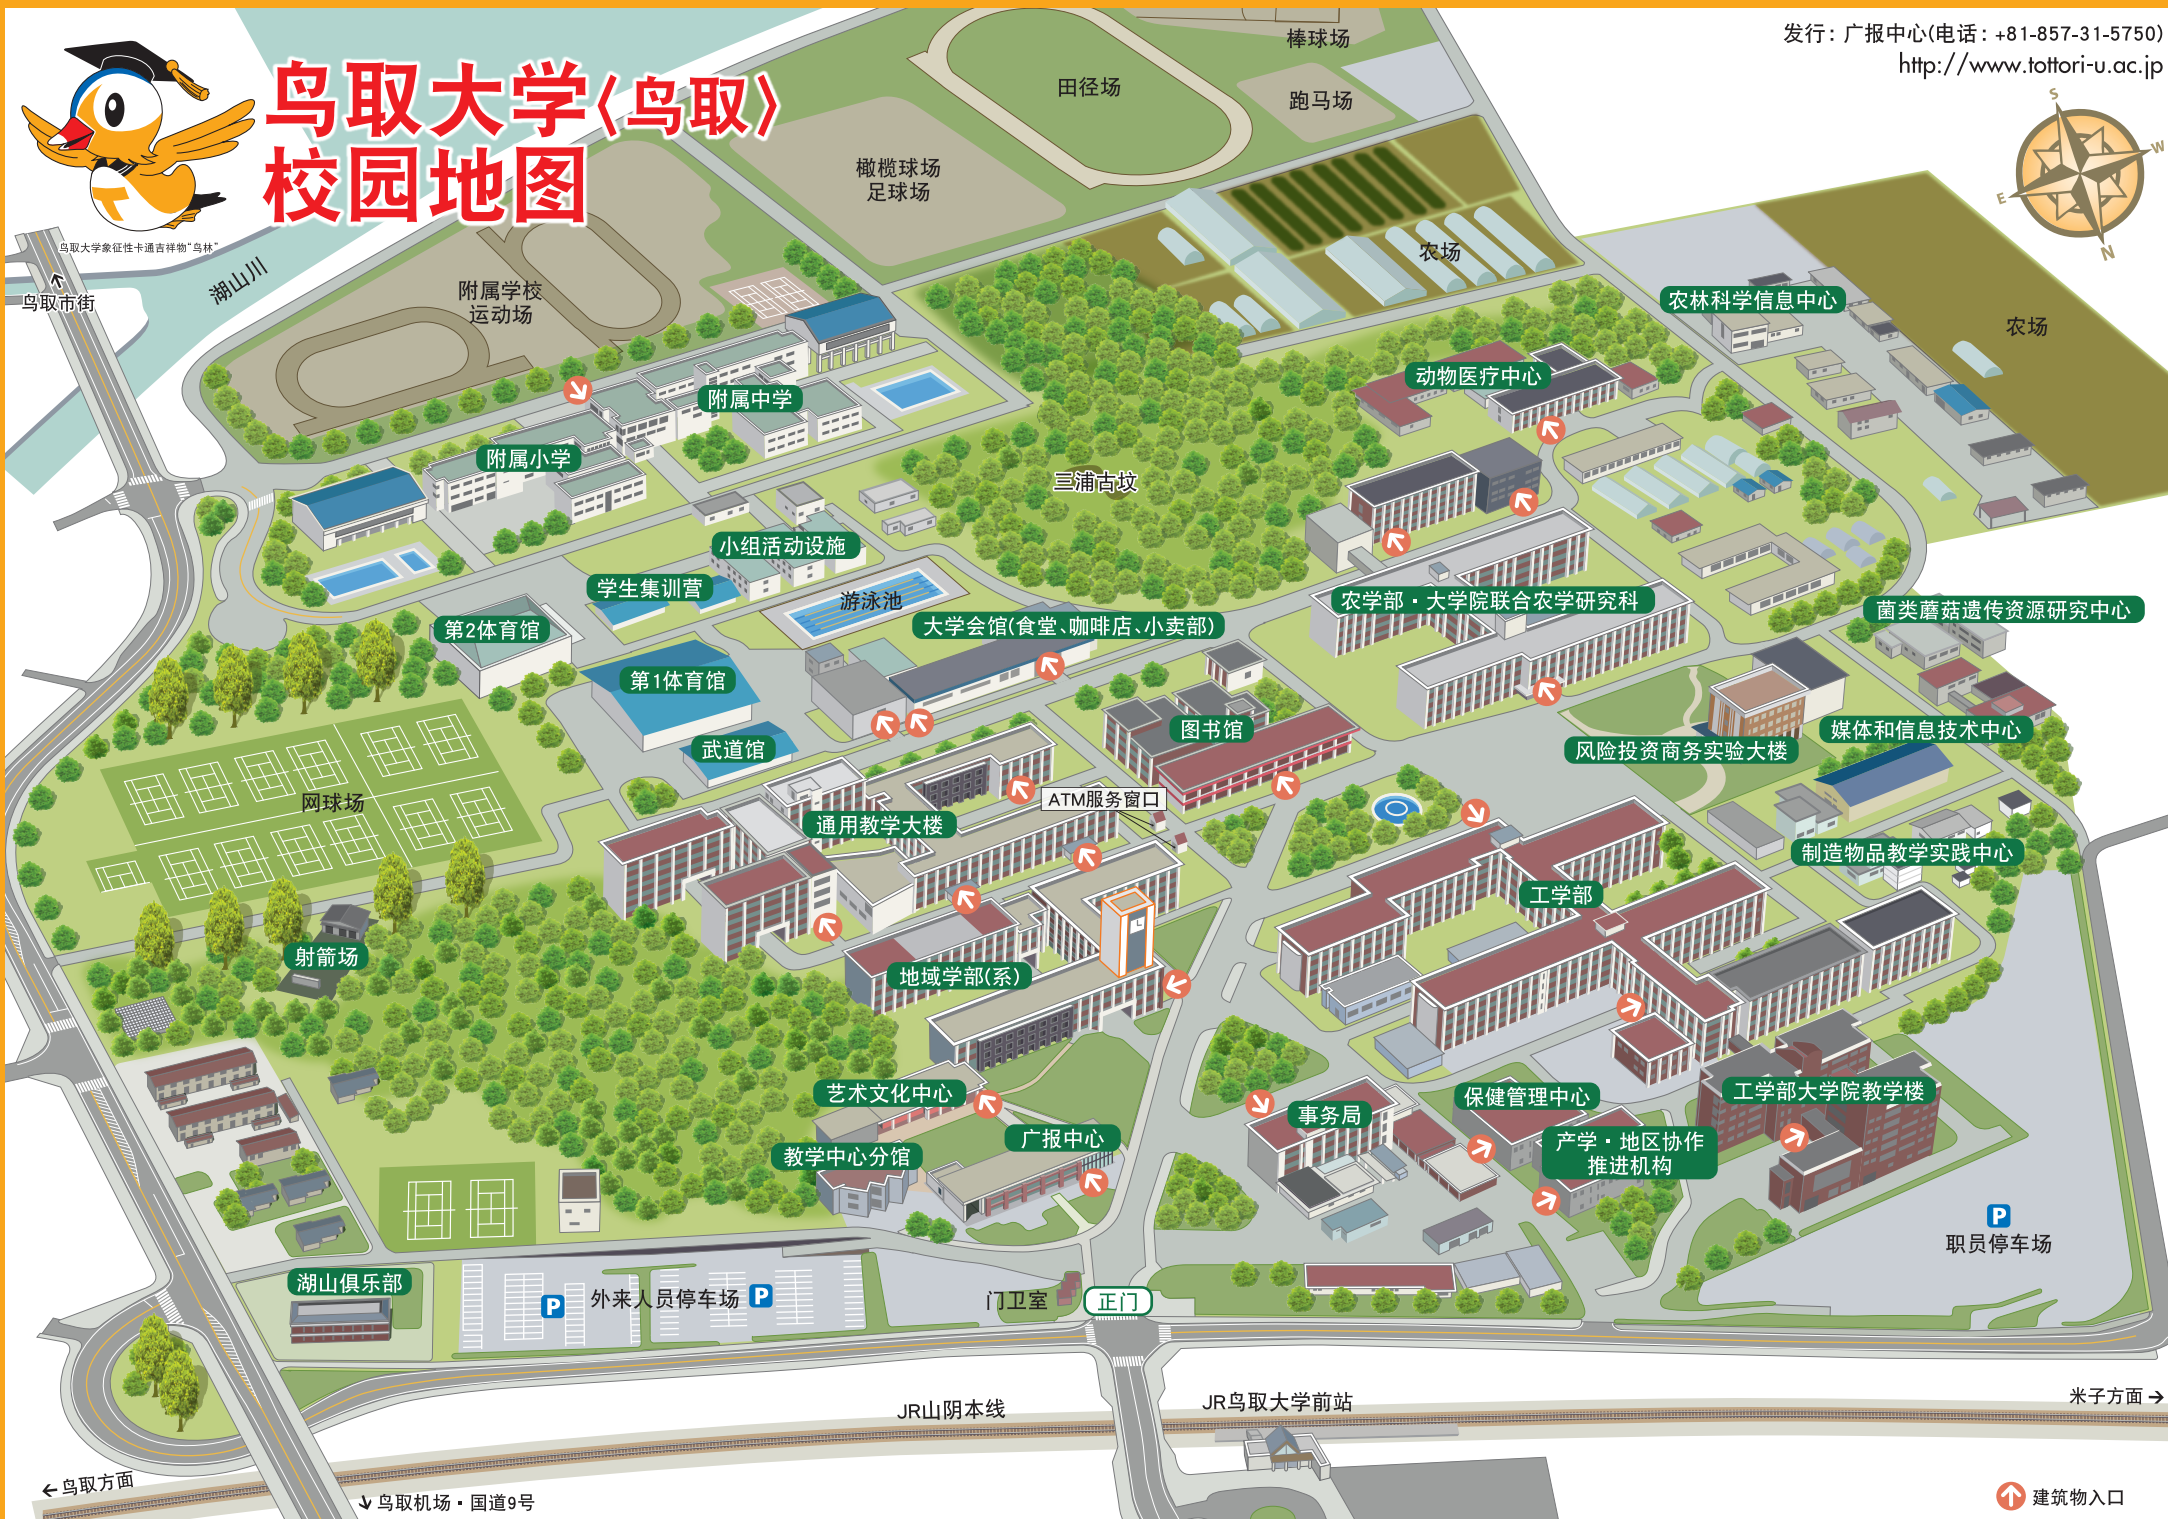 发行：广报中心(电话：+81-857-31-5750)
http://www.tottori-u.ac.jp
鸟取大学〈鸟取〉
校园地图
鸟取大学象征性卡通吉祥物“鸟林”
S
W
E
N
棒球场
田径场
跑马场
橄榄球场
足球场
农场
农场
鸟取市街
湖山川
附属学校
运动场
农林科学信息中心
动物医疗中心
附属中学
附属小学
三浦古坟
小组活动设施
学生集训营
游泳池
农学部・大学院联合农学研究科
菌类蘑菇遗传资源研究中心
第2体育馆
大学会馆(食堂、咖啡店、小卖部)
第1体育馆
图书馆
媒体和信息技术中心
武道馆
风险投资商务实验大楼
网球场
ATM服务窗口
通用教学大楼
制造物品教学实践中心
工学部
射箭场
地域学部(系)
艺术文化中心
保健管理中心
工学部大学院教学楼
事务局
广报中心
产学・地区协作
推进机构
教学中心分馆
P
职员停车场
湖山俱乐部
P
外来人员停车场
P
门卫室
正门
JR山阴本线
JR鸟取大学前站
米子方面→
←鸟取方面
鸟取机场・国道9号
建筑物入口